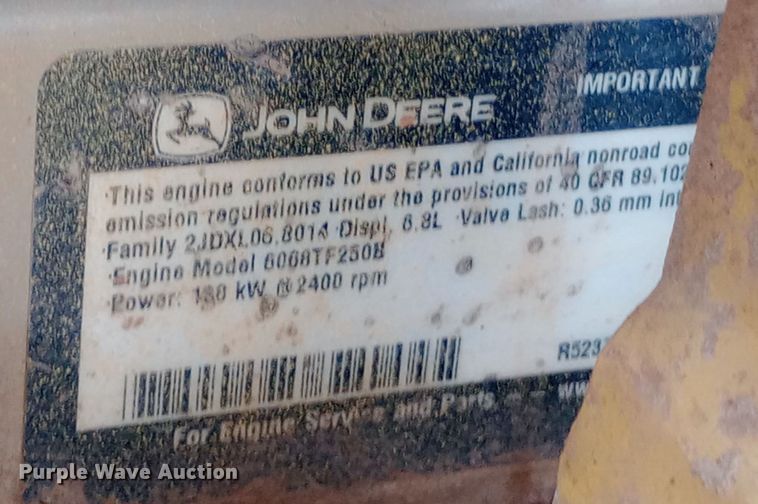 IMPORTANT
JOHN DEERE
·This engine conforms to US EPA and California nonroad
emission regulations under the provisions of 40 CFR 89.102
·Family 2JDXL06.8014 ·Displ. 6.8L ·Valve Lash: 0.36 mm
·Engine Model 6068TF250B
·Power: kW @ 2400 rpm
R523
For Engine Service and Parts - -
Purple Wave Auction